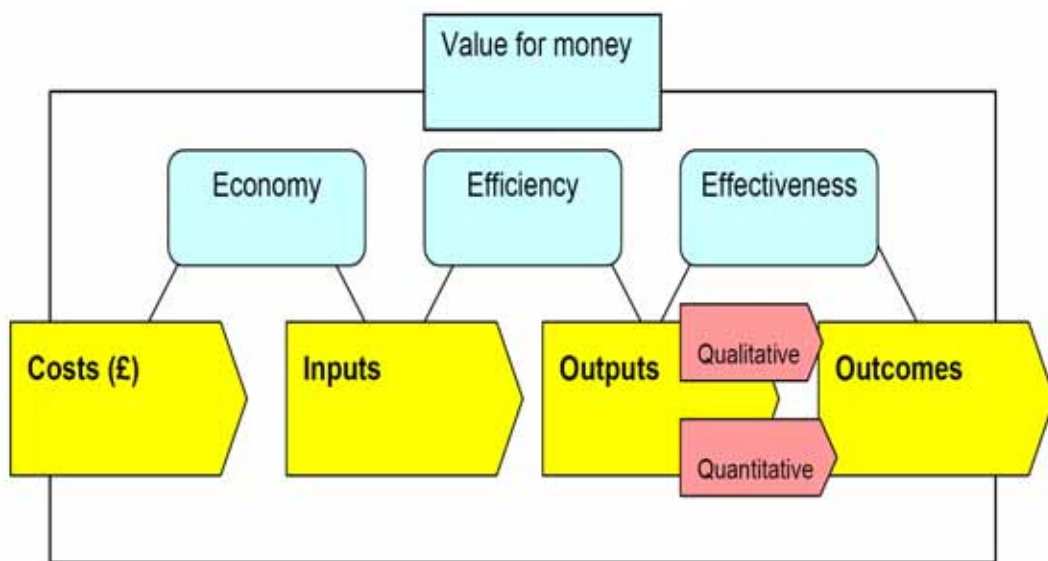 Value for money
Economy
Efficiency
Effectiveness
Costs (£)
Inputs
Outputs
Qualitative
Quantitative
Outcomes